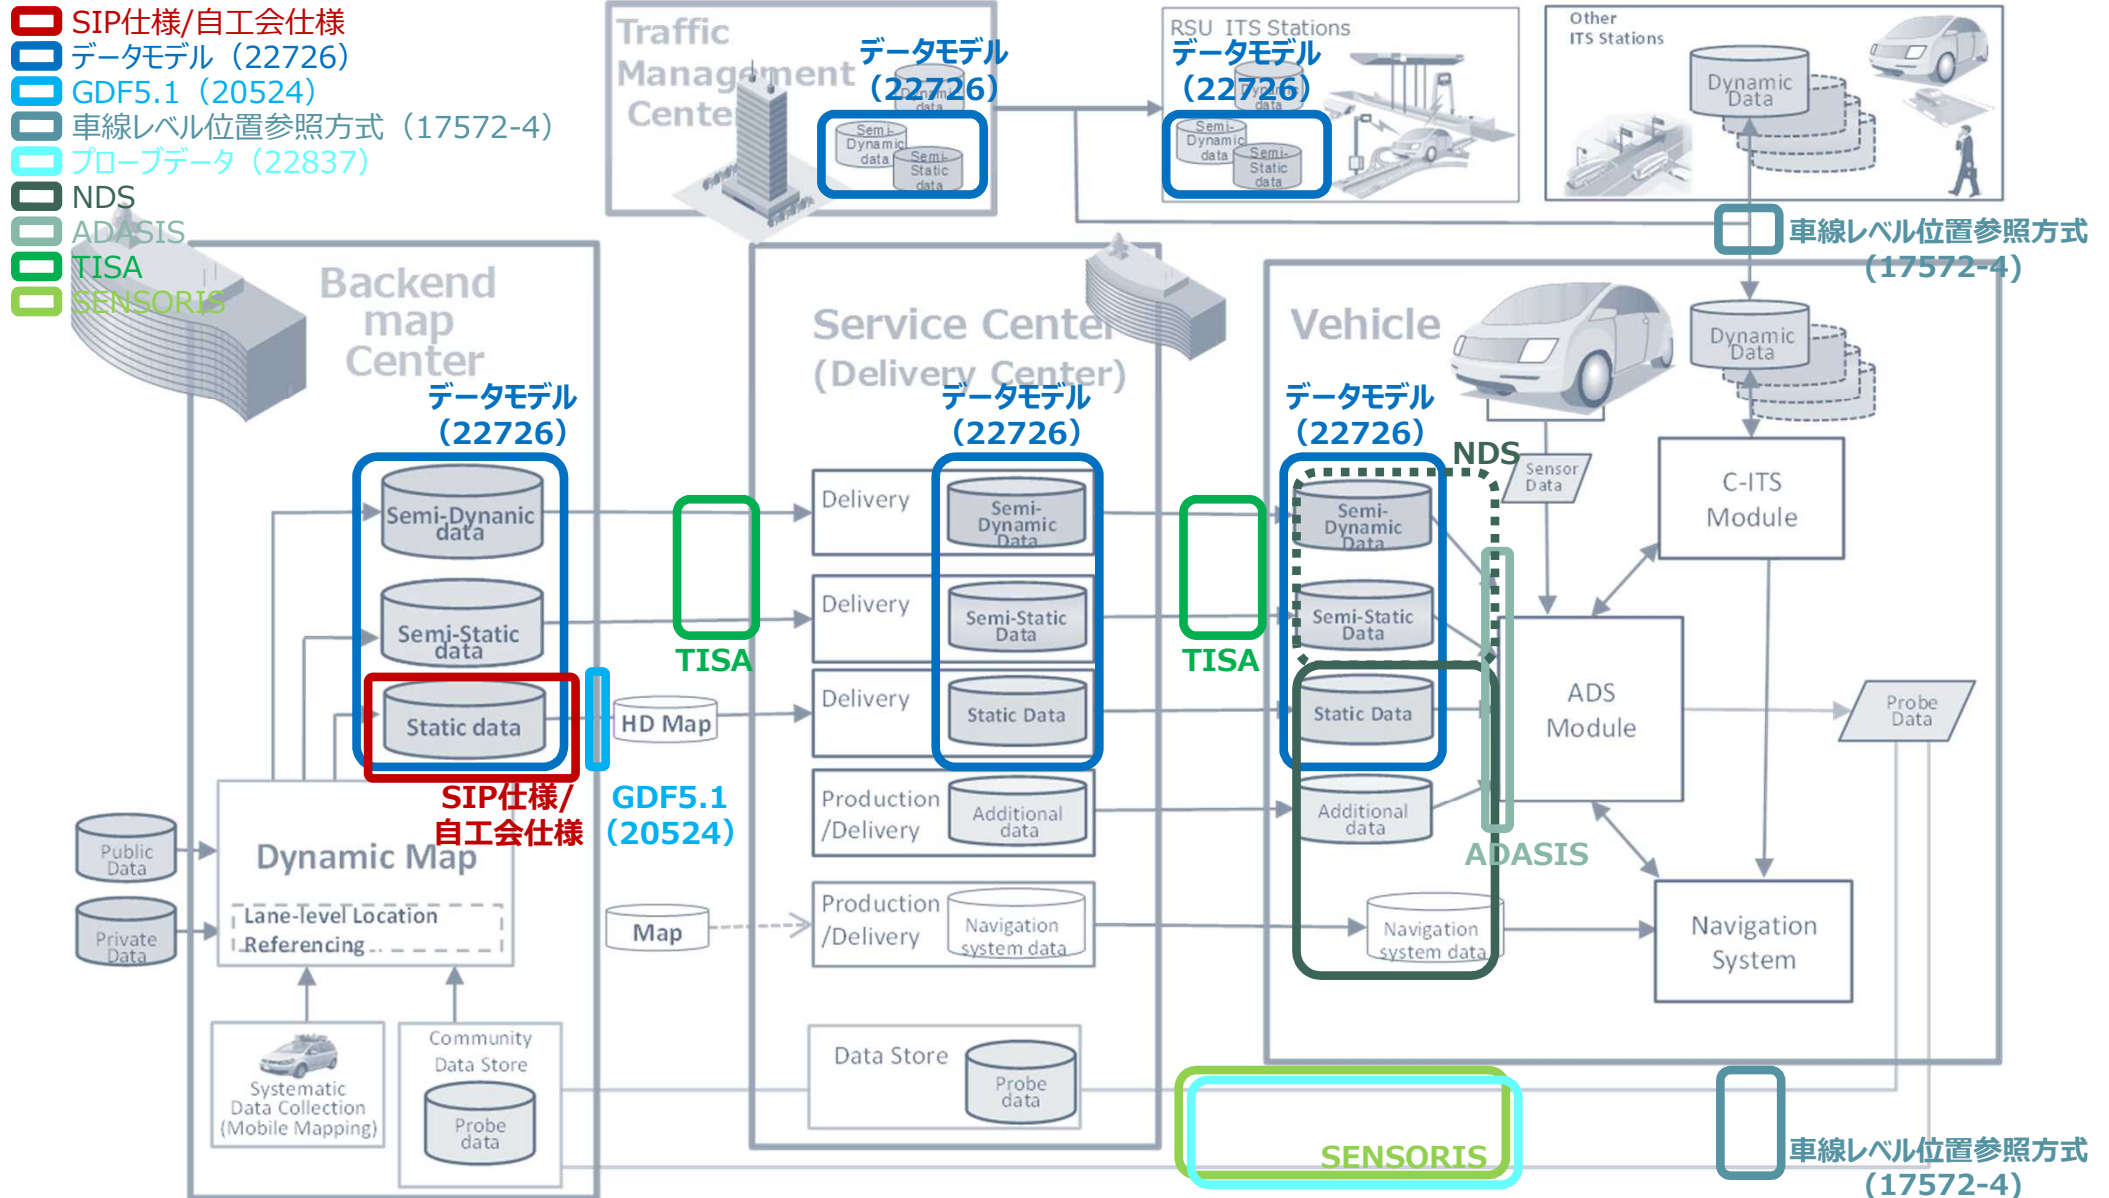 SIP仕様/自工会仕様
データモデル（22726）
GDF5.1（20524）
車線レベル位置参照方式（17572-4）
プローブデータ（22837）
NDS
ADASIS
TISA
SENSORIS
Traffic
Management
Cente
データモデル
（22726）
Dynamic
data
Semi-
Dynamic
data
Semi-
Static
data
RSU ITS Stations
データモデル
（22726）
Dynamic
data
Semi-
Dynamic
data
Semi-
Static
data
Other
ITS Stations
Dynamic
Data
車線レベル位置参照方式
(17572-4)
Backend
map
Center
データモデル
（22726）
Semi-Dynanic
data
Semi-Static
data
Static data
SIP仕様/
自工会仕様
GDF5.1
（20524）
HD Map
Map
Public
Data
Private
Data
Dynamic Map
Lane-level Location
Referencing
Systematic
Data Collection
(Mobile Mapping)
Community
Data Store
Probe
data
TISA
Service Center
(Delivery Center)
データモデル
（22726）
Delivery
Semi-
Dynamic
Data
Delivery
Semi-Static
Data
Delivery
Static Data
Production
/Delivery
Additional
data
Production
/Delivery
Navigation
system data
Data Store
Probe
data
TISA
Vehicle
データモデル
（22726）
NDS
Semi-
Dynamic
Data
Semi-Static
Data
Static Data
Additional
data
Navigation
system data
ADASIS
Sensor
Data
Dynamic
Data
C-ITS
Module
ADS
Module
Navigation
System
Probe
Data
SENSORIS
車線レベル位置参照方式
(17572-4)